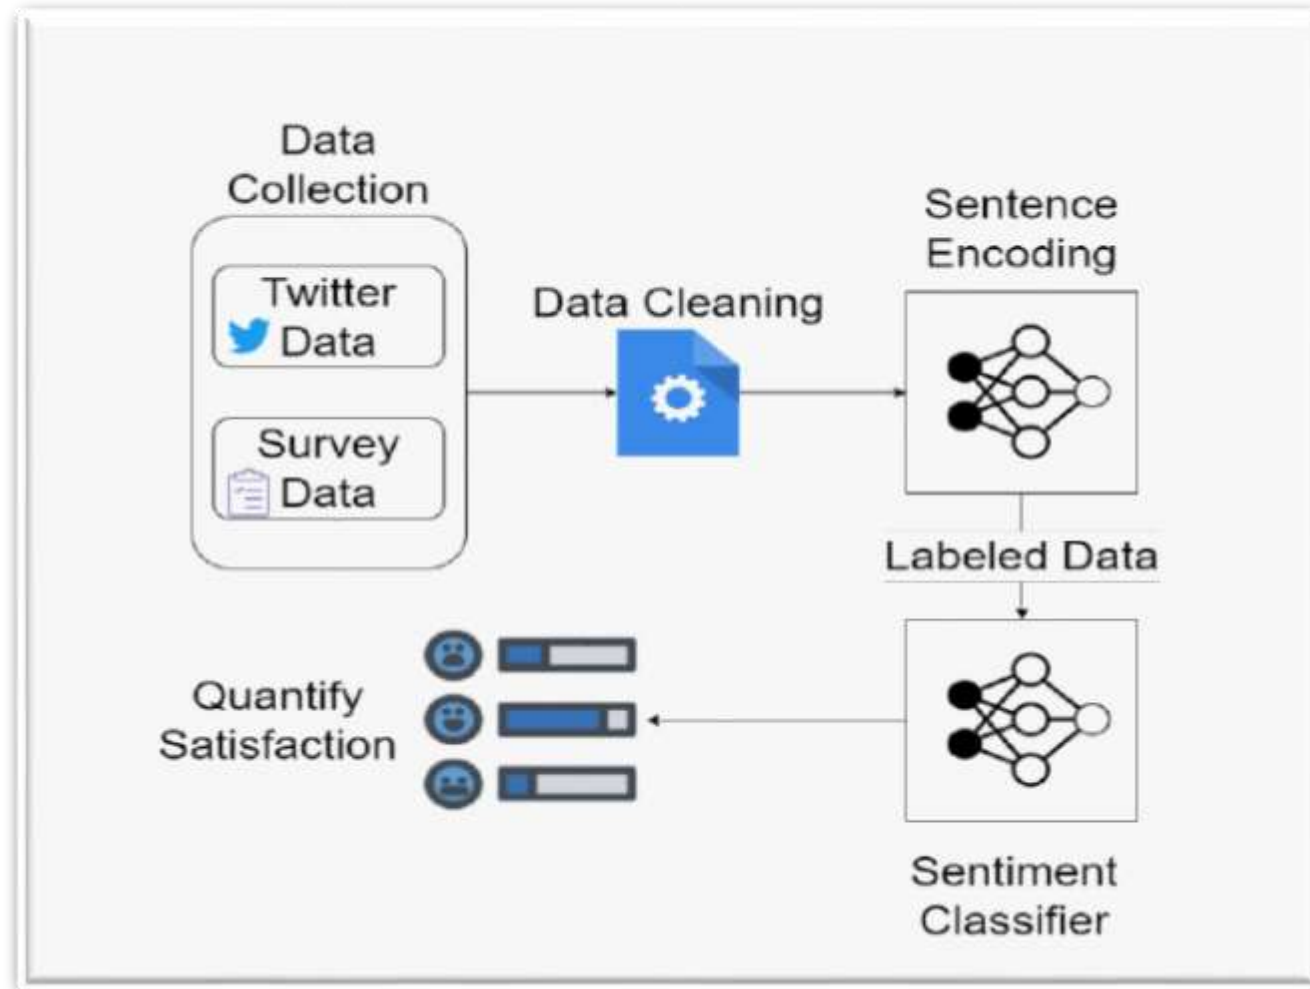 Data
Collection
Twitter
Data
Survey
Data
Data Cleaning
Sentence
Encoding
Labeled Data
Sentiment
Classifier
Quantify
Satisfaction